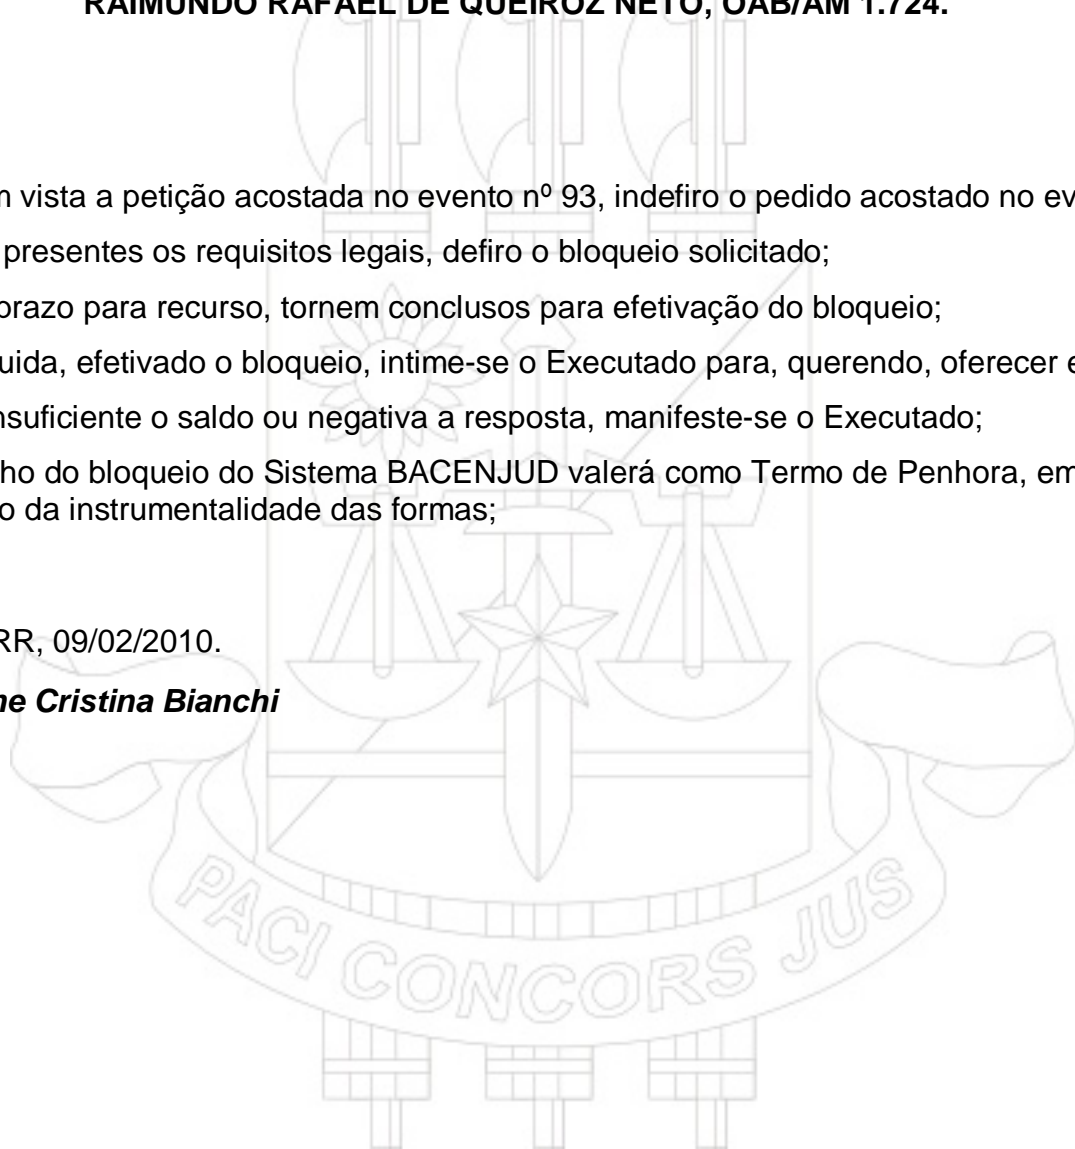 RAIMUNDO RAFAEL DE QUEIROZ NETO, OAB/AM 1.724.
vista a petição acostada no evento nº 93, indefiro o pedido acostado no
presentes os requisitos legais, defiro o bloqueio solicitado;
prazo para recurso, tornem conclusos para efetivação do bloqueio;
uida, efetivado o bloqueio, intime-se o Executado para, querendo, oferecer
nsuficiente o saldo ou negativa a resposta, manifeste-se o Executado;
ho do bloqueio do Sistema BACENJUD valerá como Termo de Penhora, em
o da instrumentalidade das formas;
RR, 09/02/2010.
ne Cristina Bianchi
PACI CONCORS JUS